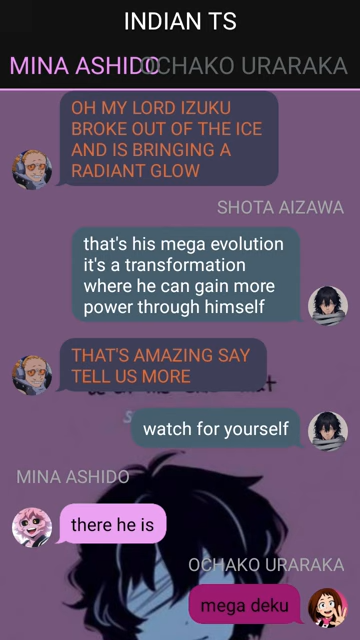 INDIAN TS
MINA ASHIDO
OCHAKO URARAKA
OH MY LORD IZUKU
BROKE OUT OF THE ICE
AND IS BRINGING A
RADIANT GLOW
SHOTA AIZAWA
that's his mega evolution
it's a transformation
where he can gain more
power through himself
THAT'S AMAZING SAY
TELL US MORE
watch for yourself
MINA ASHIDO
there he is
OCHAKO URARAKA
mega deku